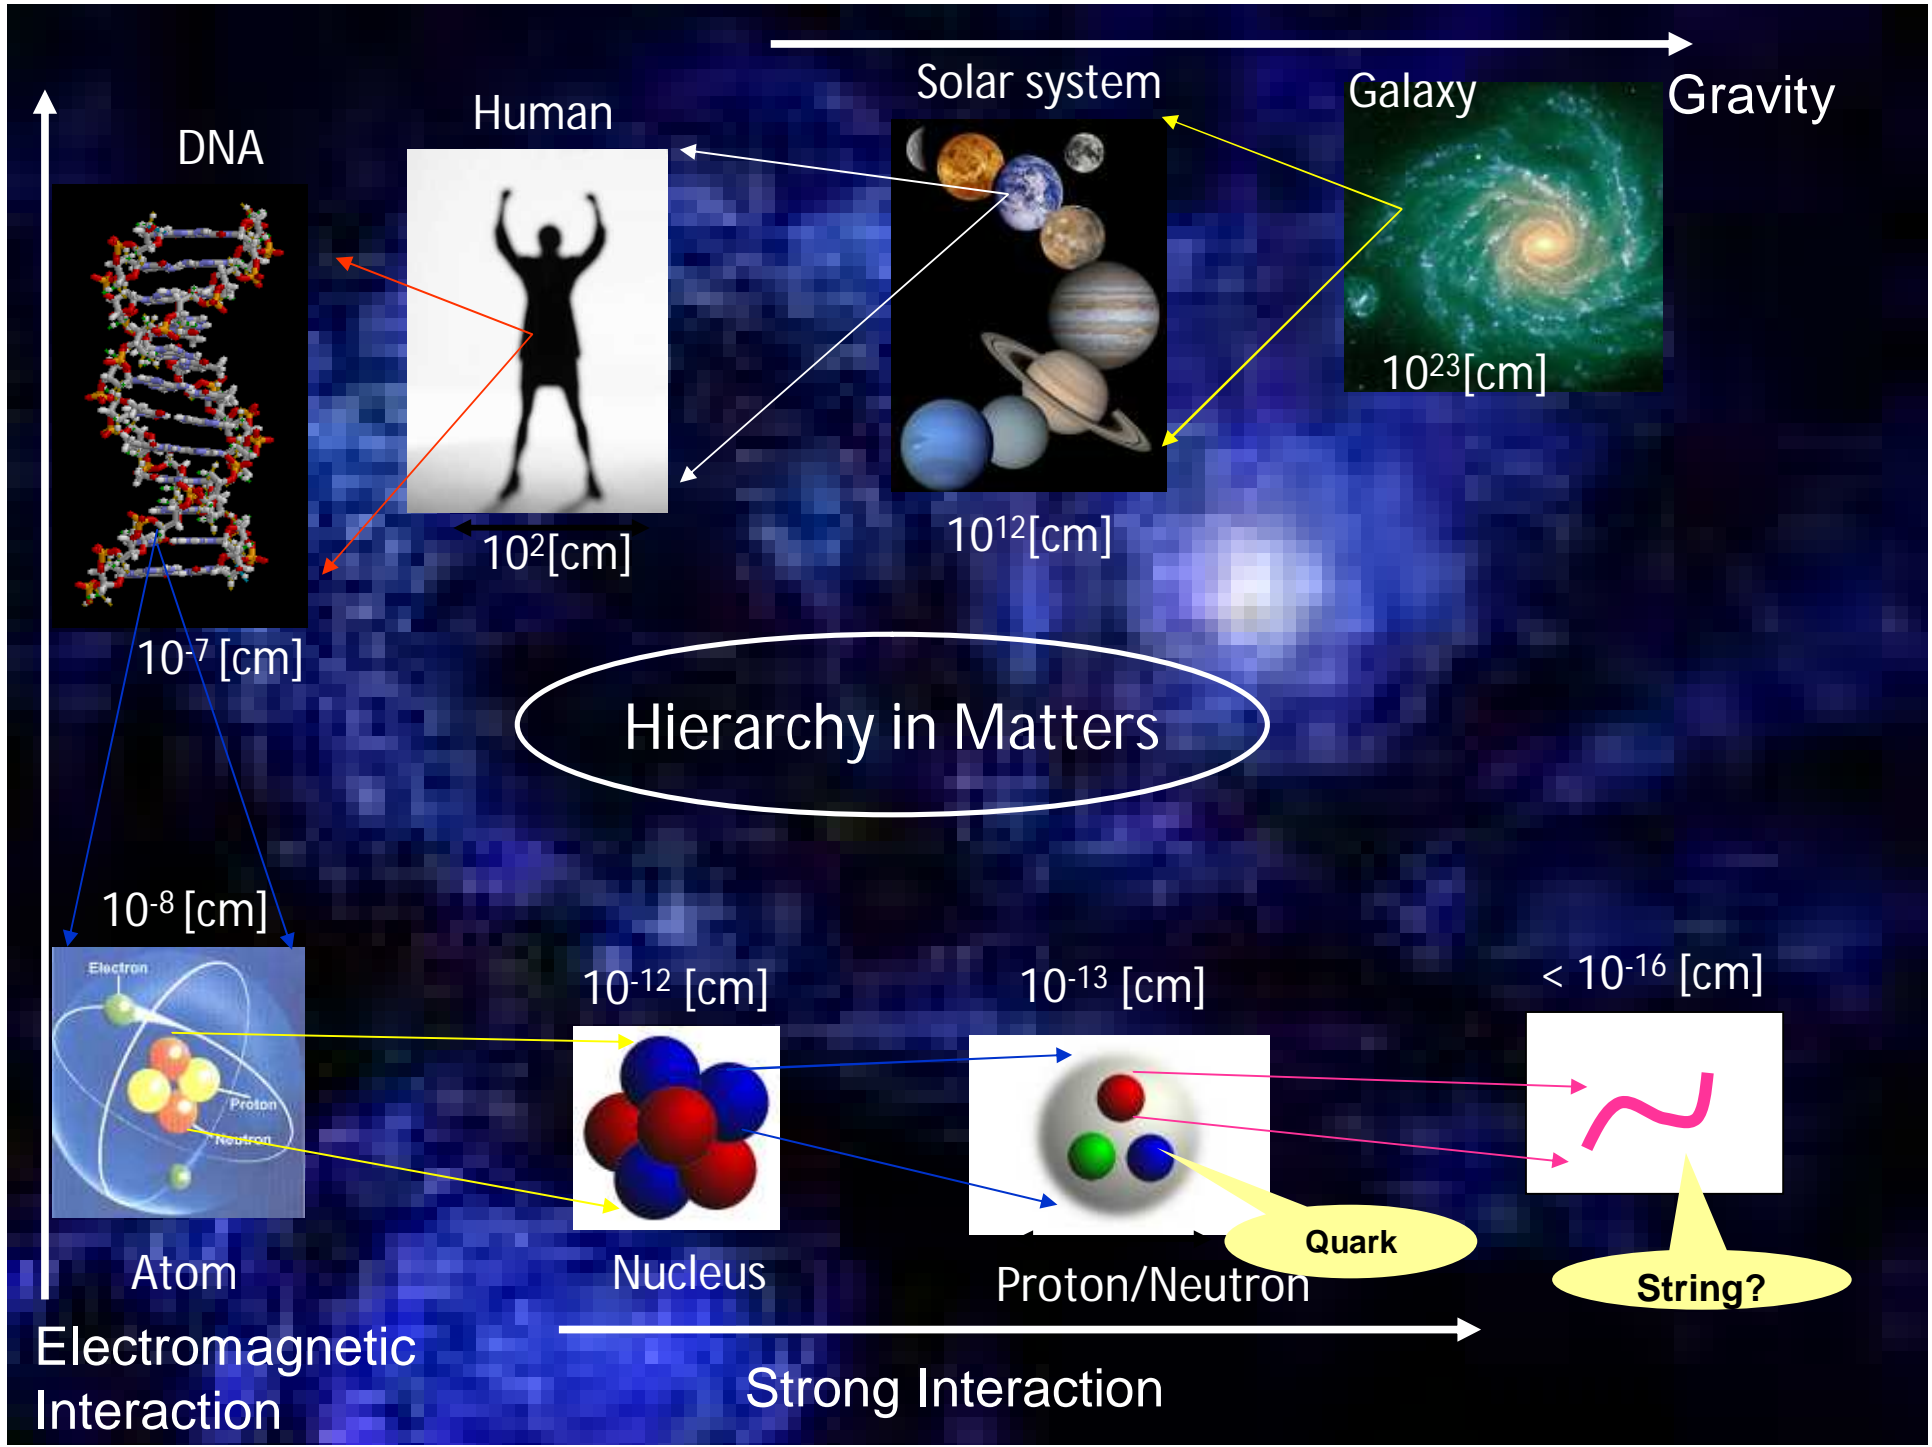 Solar system
Galaxy
Gravity
Human
DNA
10²³[cm]
10²[cm]
10¹²[cm]
10⁻⁷ [cm]
Hierarchy in Matters
10⁻⁸ [cm]
10⁻¹² [cm]
10⁻¹³ [cm]
< 10⁻¹⁶ [cm]
Electron
Proton
Neutron
Quark
String?
Atom
Nucleus
Proton/Neutron
Electromagnetic
Interaction
Strong Interaction